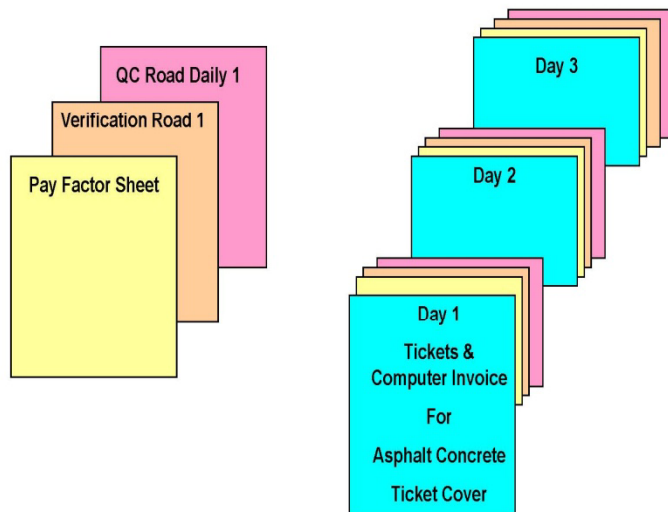 QC Road Daily 1
Verification Road 1
Pay Factor Sheet
Day 3
Day 2
Day 1
Tickets &
Computer Invoice
For
Asphalt Concrete
Ticket Cover